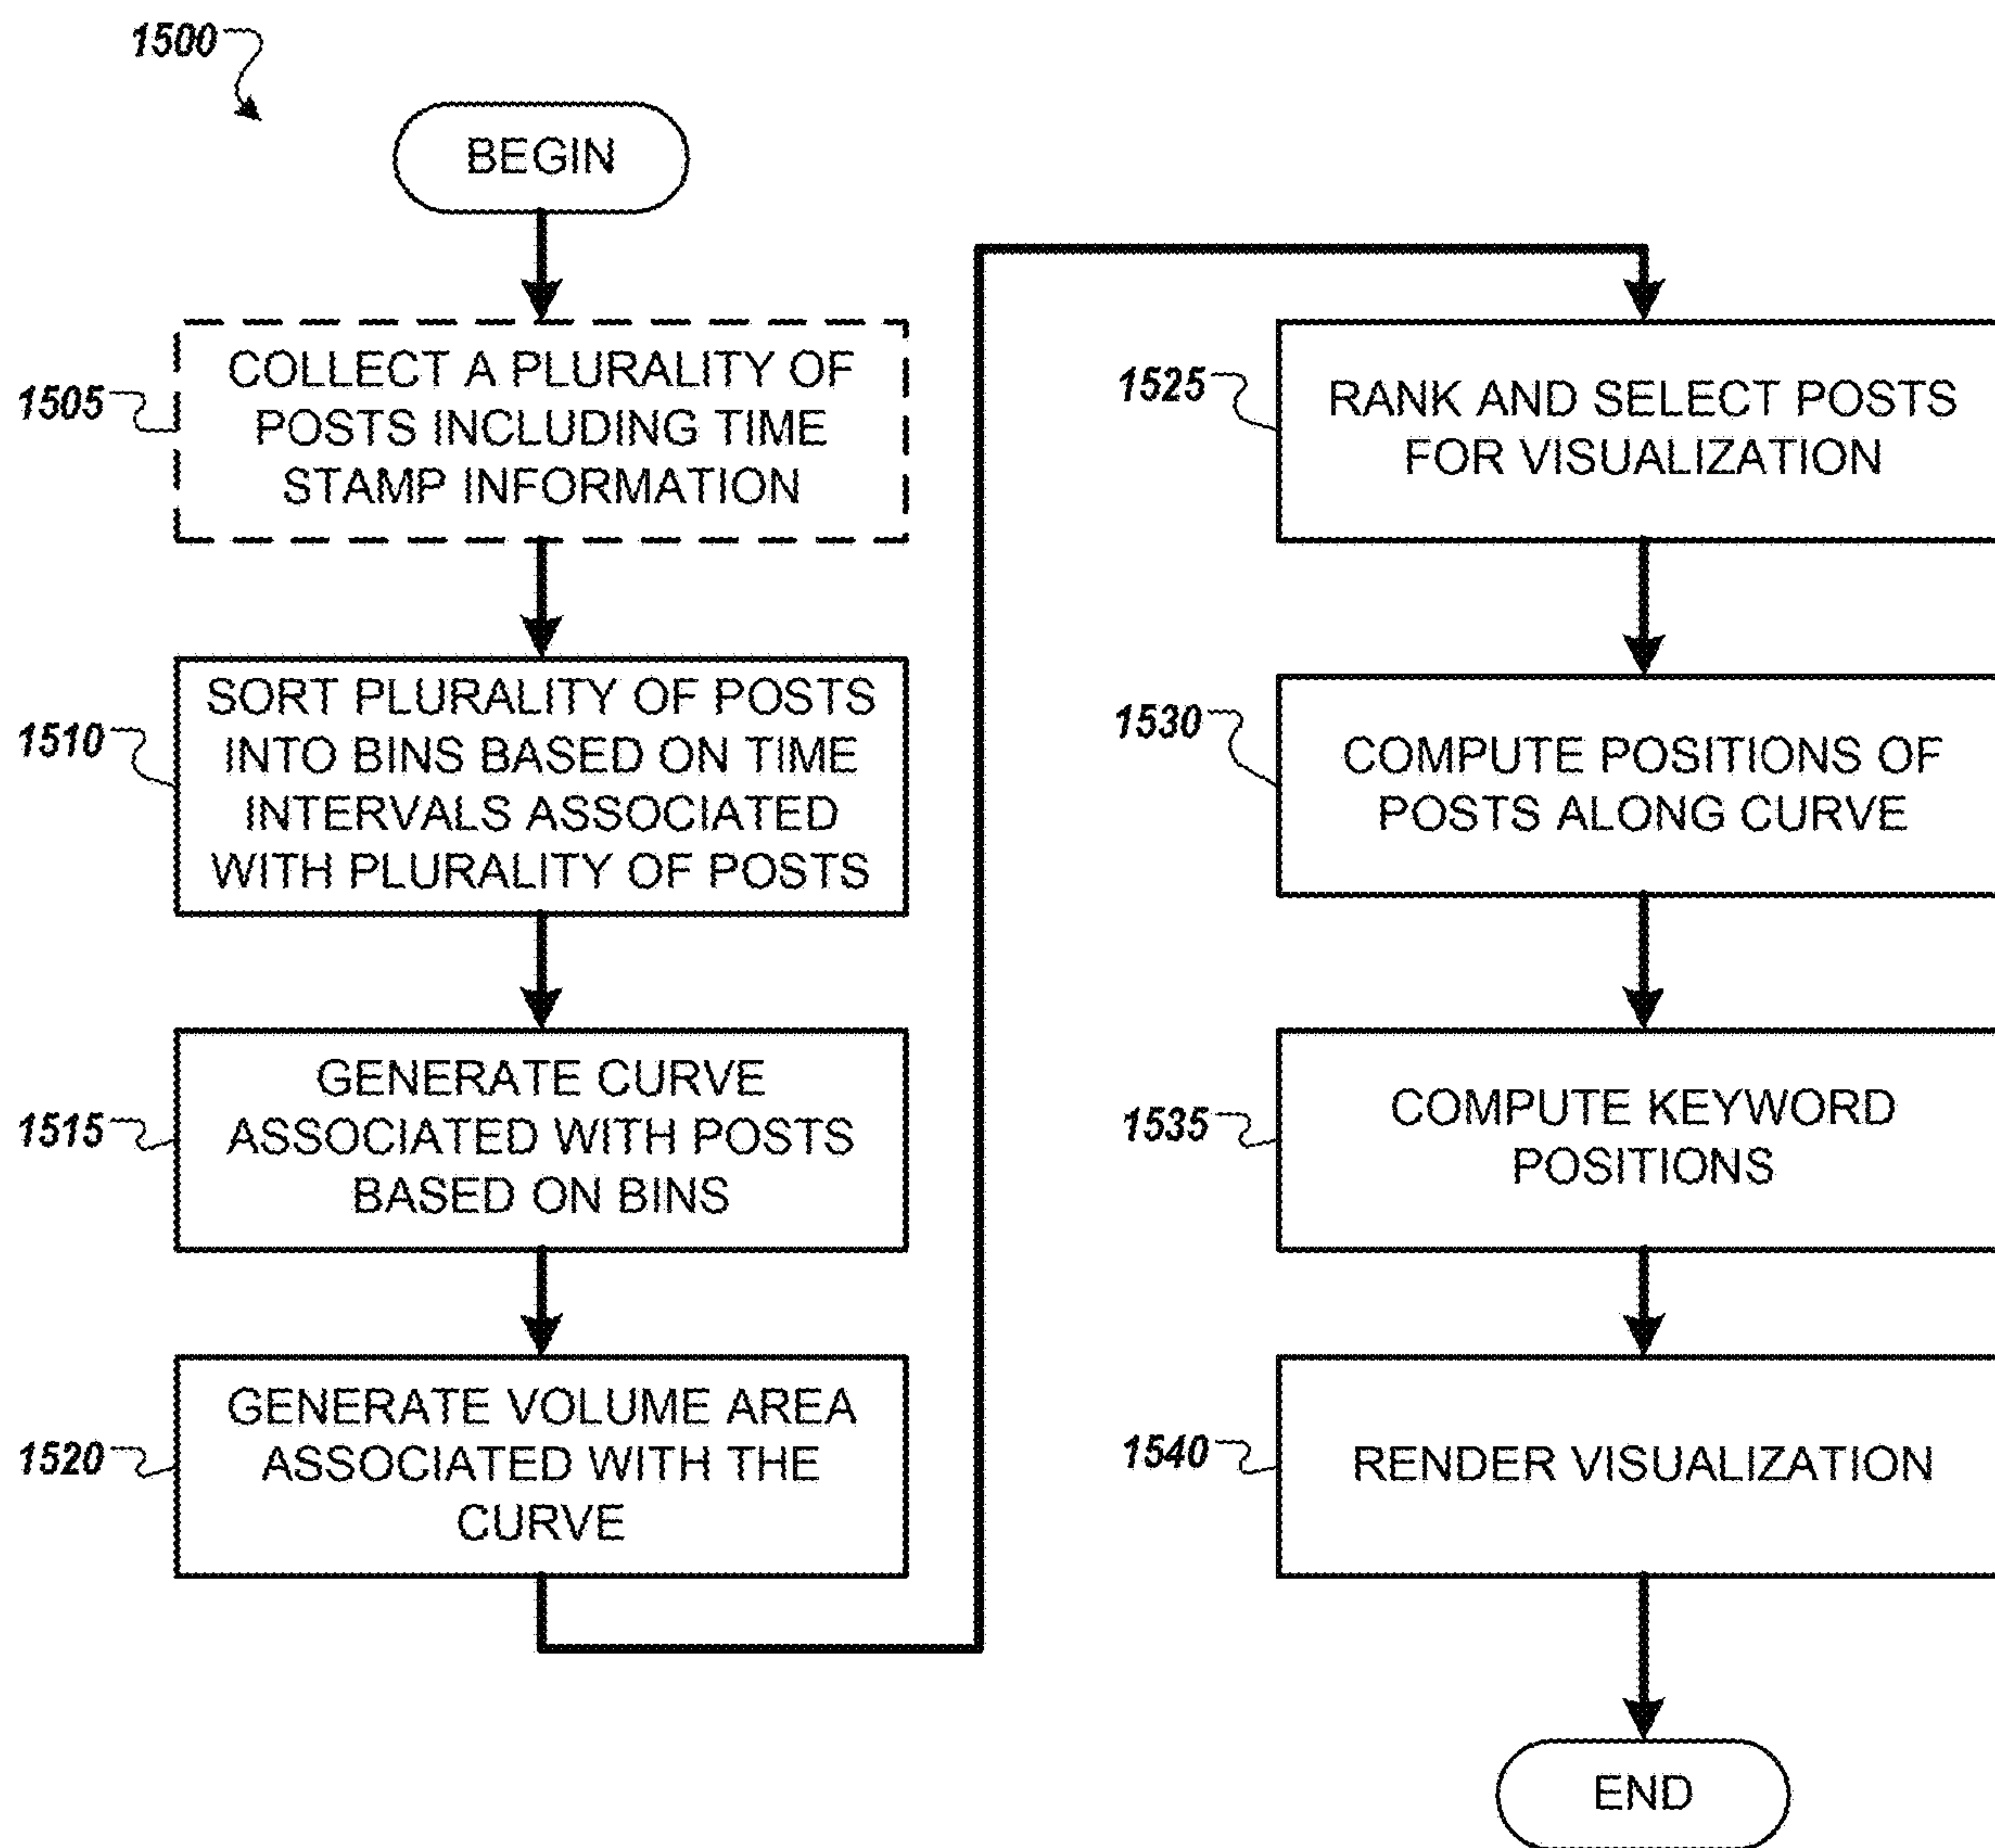 1500
BEGIN
1505
COLLECT A PLURALITY OF
POSTS INCLUDING TIME
STAMP INFORMATION
1510
SORT PLURALITY OF POSTS
INTO BINS BASED ON TIME
INTERVALS ASSOCIATED
WITH PLURALITY OF POSTS
1515
GENERATE CURVE
ASSOCIATED WITH POSTS
BASED ON BINS
1520
GENERATE VOLUME AREA
ASSOCIATED WITH THE
CURVE
1525
RANK AND SELECT POSTS
FOR VISUALIZATION
1530
COMPUTE POSITIONS OF
POSTS ALONG CURVE
1535
COMPUTE KEYWORD
POSITIONS
1540
RENDER VISUALIZATION
END